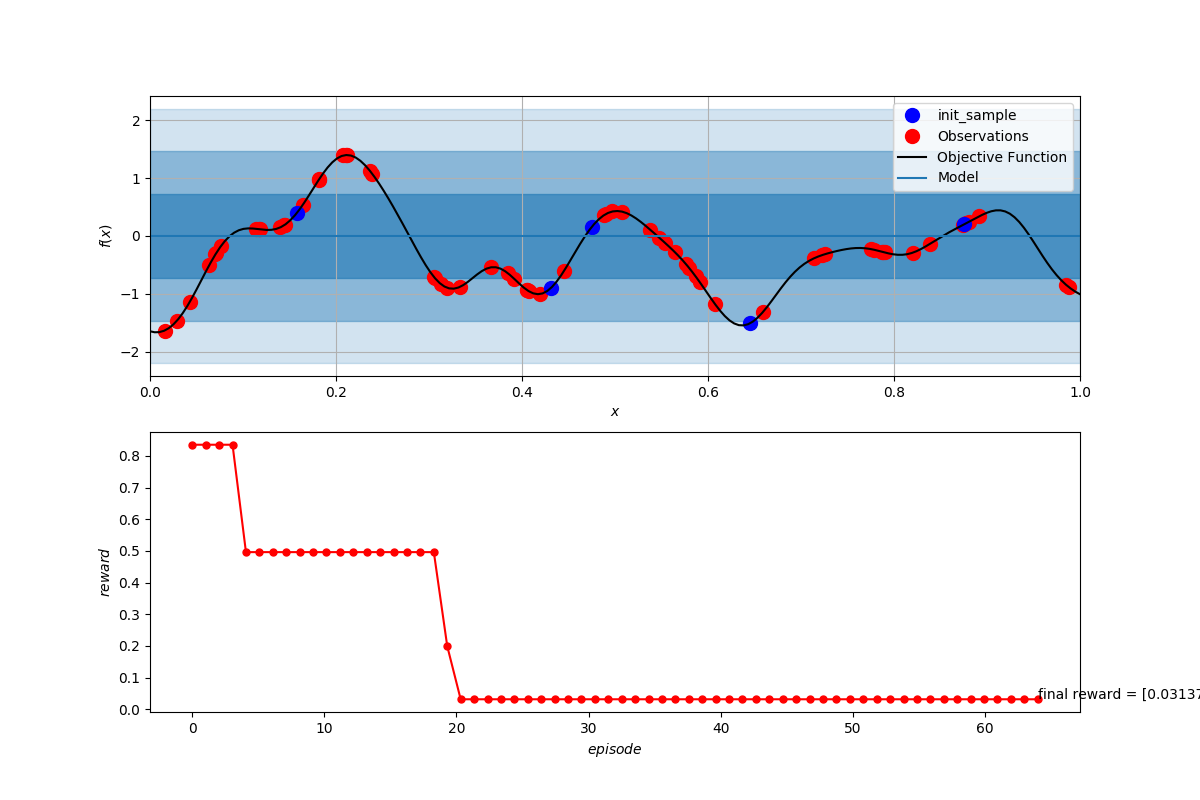 2
1
0
−1
−2
f(x)
init_sample
Observations
Objective Function
Model
0.0 0.2 0.4 0.6 0.8 1.0
x
0.8
0.7
0.6
0.5
0.4
0.3
0.2
0.1
0.0
reward
final reward = [0.03137
0 10 20 30 40 50 60
episode